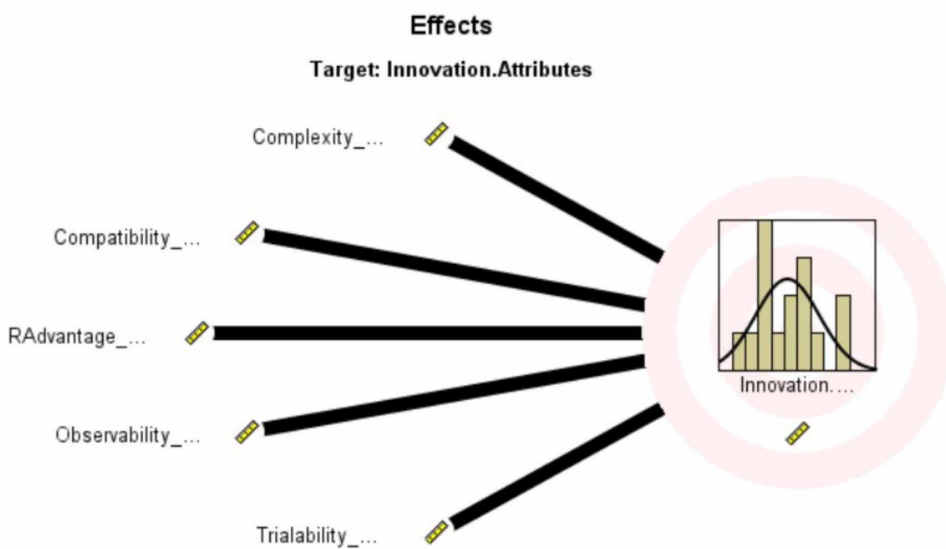 Effects
Target: Innovation.Attributes
Complexity_...
Compatibility_...
RAdvantage_...
Innovation....
Observability_...
Trialability_...